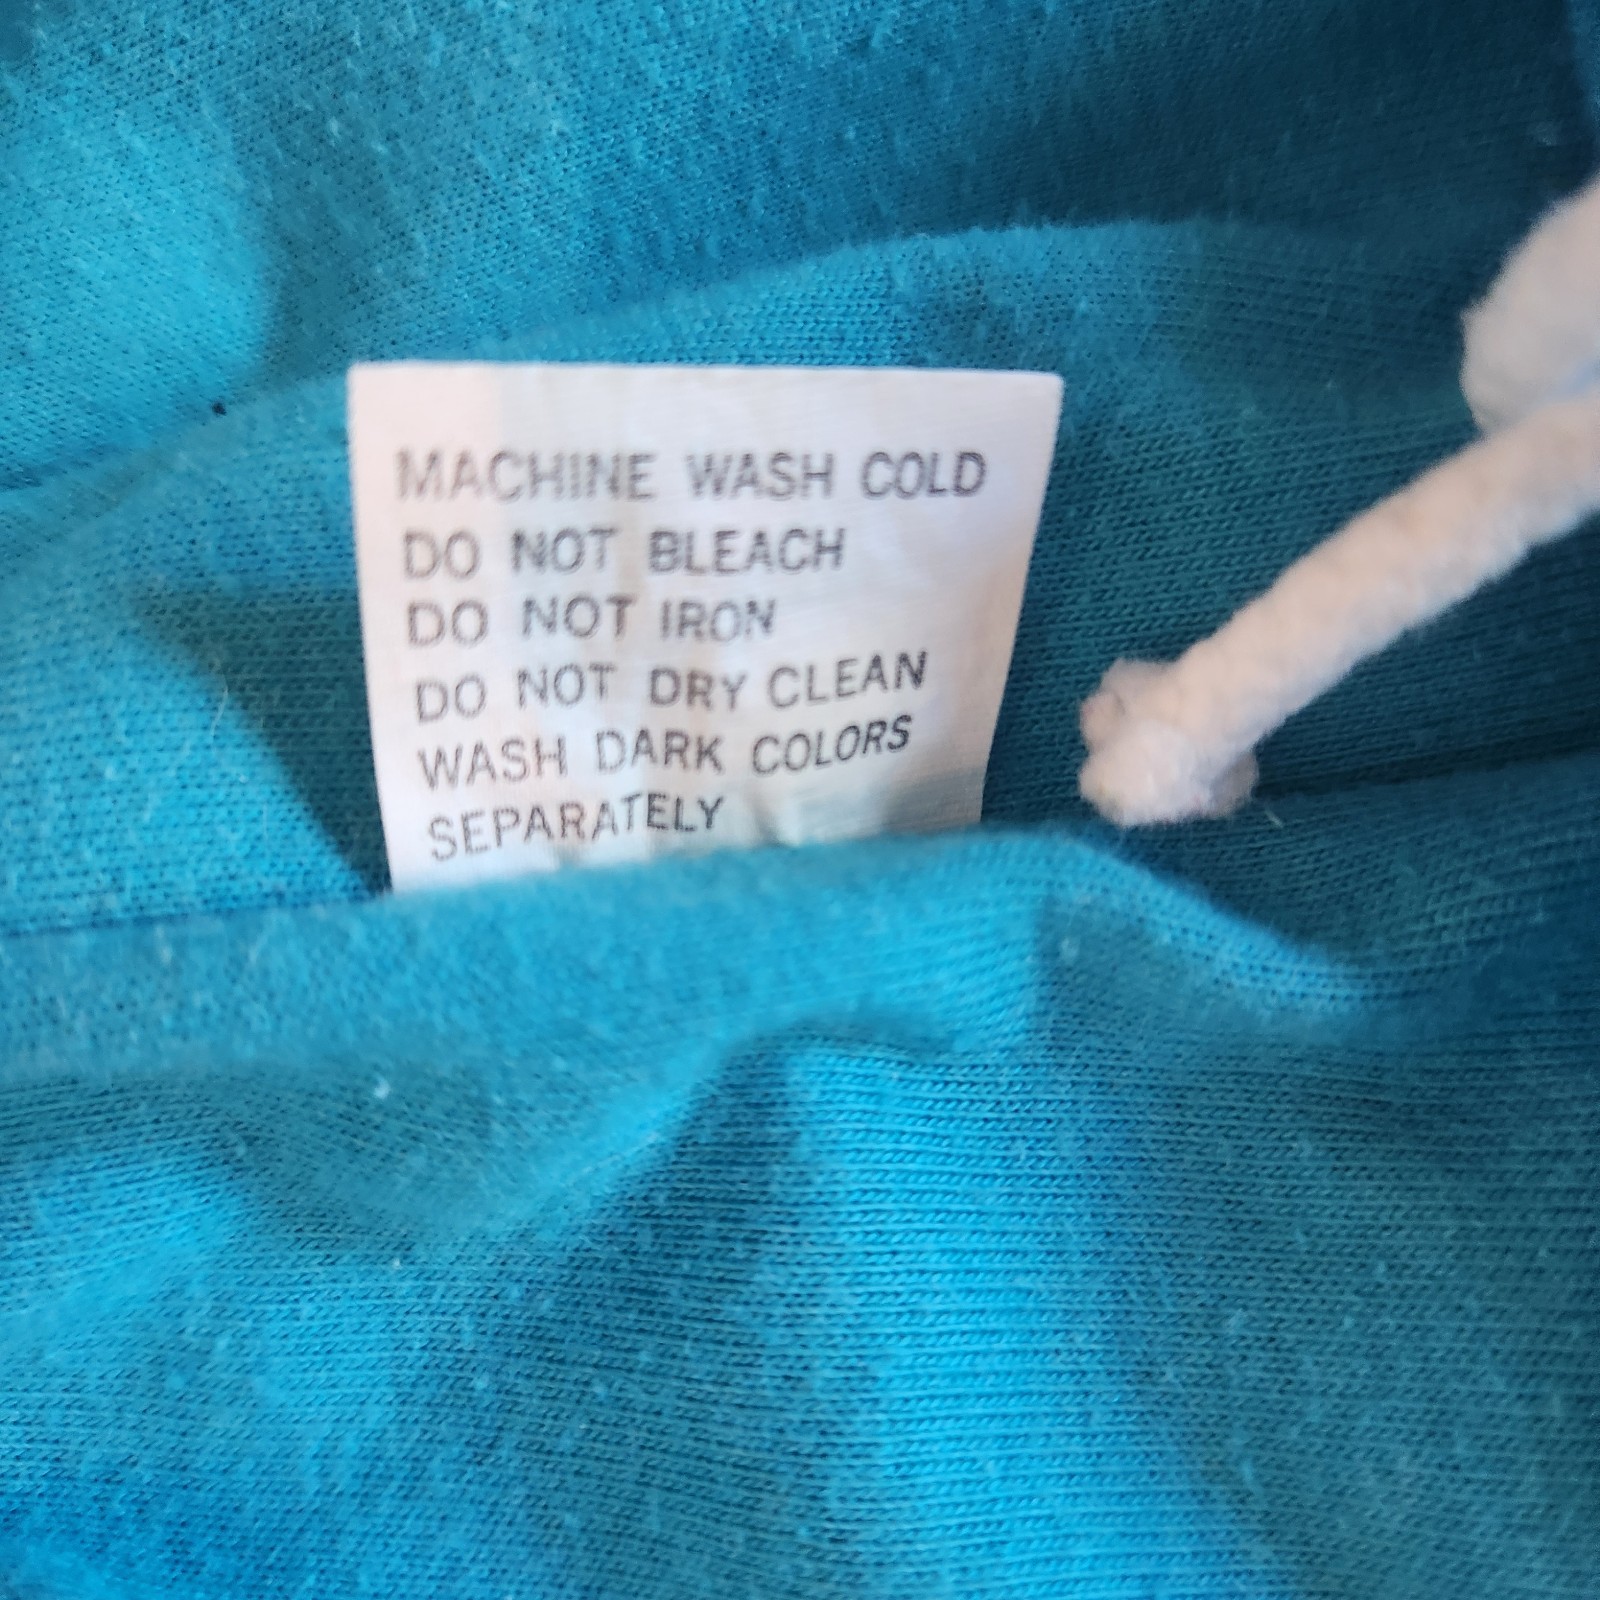 MACHINE WASH COLD
DO NOT BLEACH
DO NOT IRON
DO NOT DRY CLEAN
WASH DARK COLORS
SEPARATELY